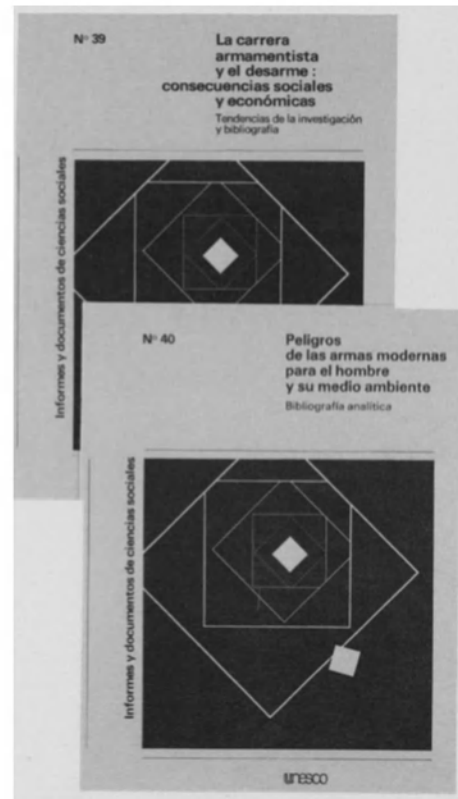 N° 39
La carrera
armamentista
y el desarme :
consecuencias sociales
y económicas
Tendencias de la investigación
y bibliografía
Informes y documentos de ciencias sociales
N° 40
Peligros
de las armas modernas
para el hombre
y su medio ambiente
Bibliografía analítica
Informes y documentos de ciencias sociales
unesco